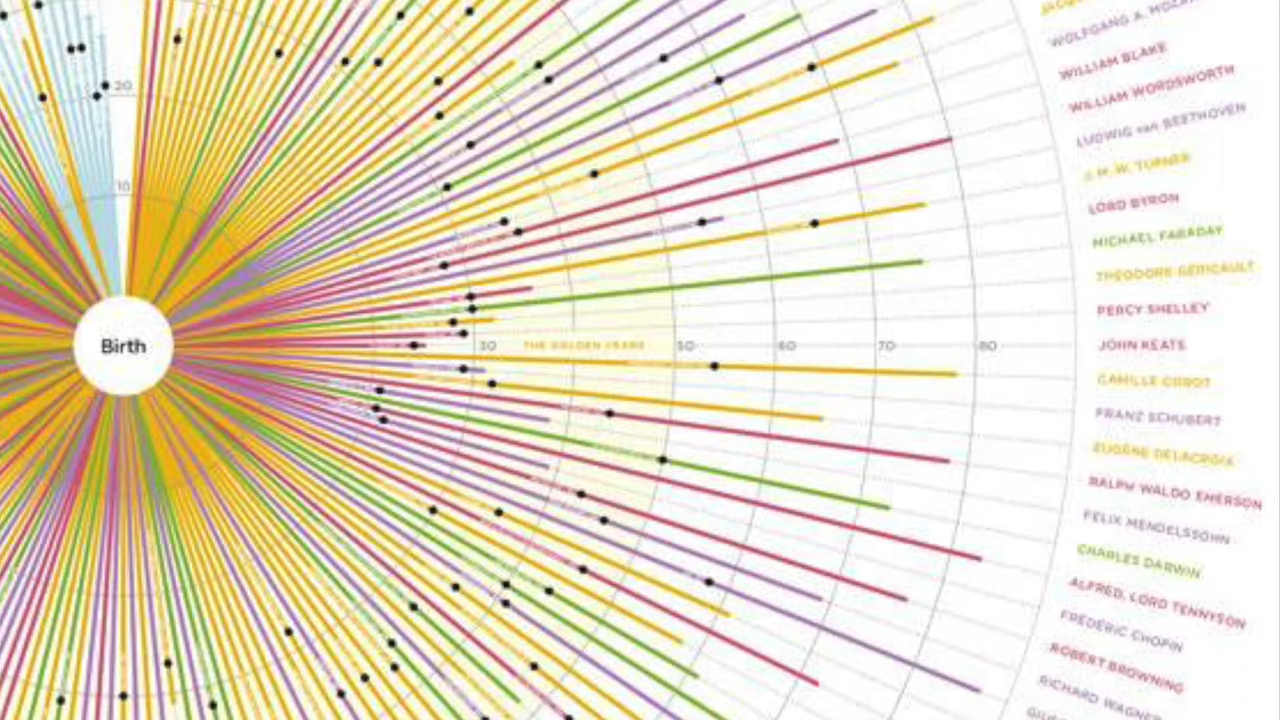 WOLFGANG A. MOZA
WILLIAM BLAKE
WILLIAM WORDSWORTH
LUDWIG van BEETHOVEN
J. M. W. TURNER
LORD BYRON
MICHAEL FARADAY
THEODORE GERICAULT
PERCY SHELLEY
JOHN KEATS
CAMILLE COROT
FRANZ SCHUBERT
EUGÈNE DELACROIX
RALPH WALDO EMERSON
FELIX MENDELSSOHN
CHARLES DARWIN
ALFRED, LORD TENNYSON
FRÉDÉRIC CHOPIN
ROBERT BROWNING
RICHARD WAGNER
20
10
Birth
30 THE GOLDEN YEARS 50 60 70 80